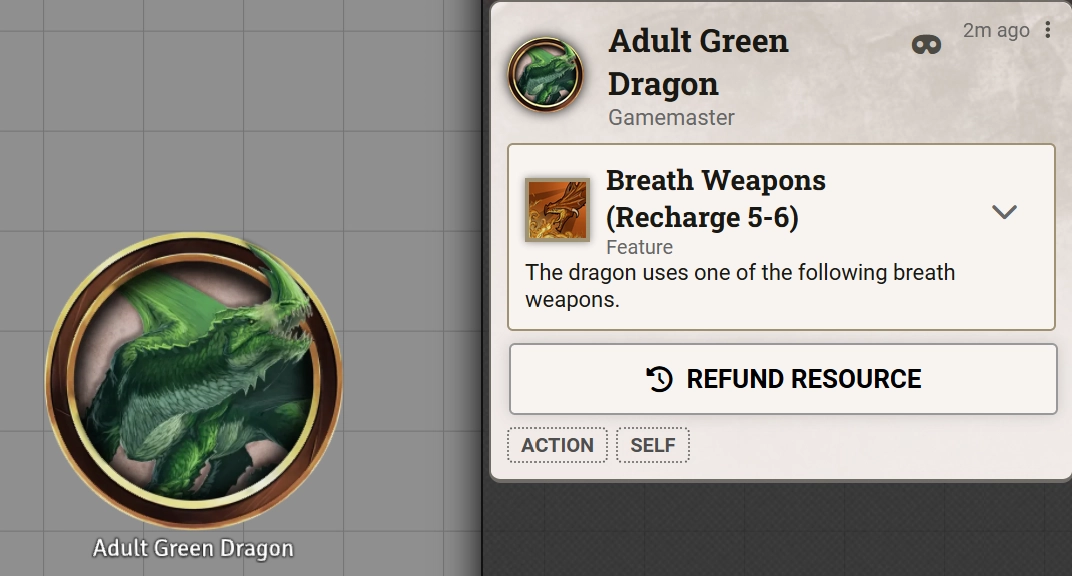 Adult Green Dragon
Adult Green
Dragon
Gamemaster
2m ago
Breath Weapons
(Recharge 5-6)
Feature
The dragon uses one of the following breath
weapons.
REFUND RESOURCE
ACTION SELF